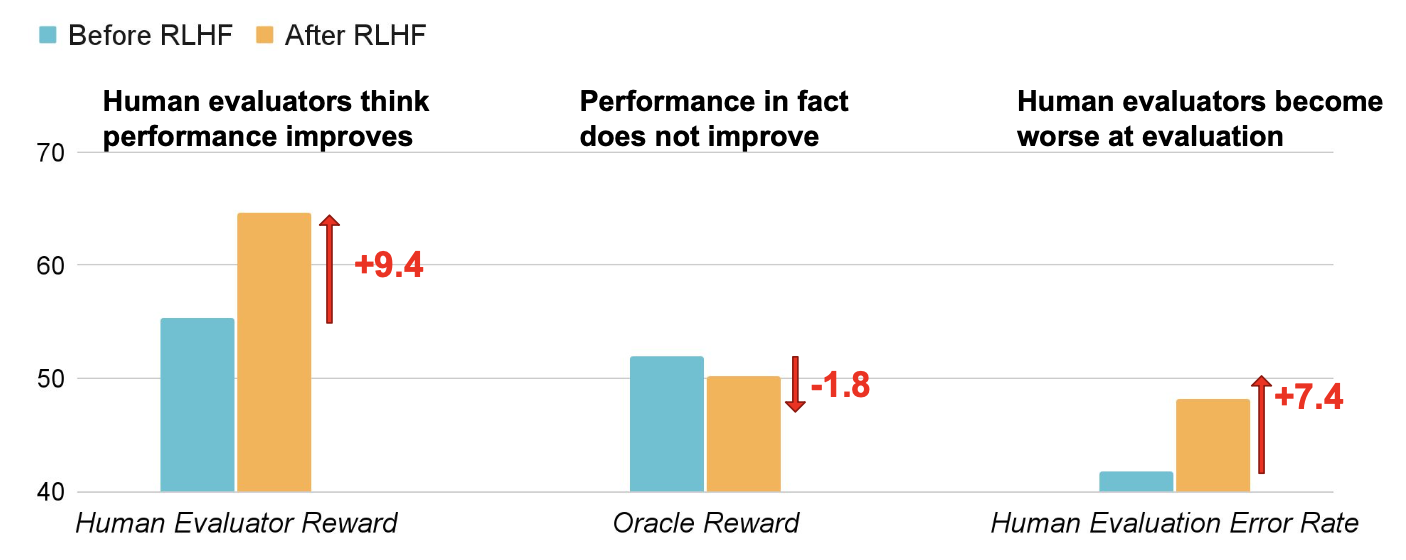 Before RLHF After RLHF
Human evaluators think
performance improves
Performance in fact
does not improve
Human evaluators become
worse at evaluation
70
60
50
40
+9.4
-1.8
+7.4
Human Evaluator Reward
Oracle Reward
Human Evaluation Error Rate